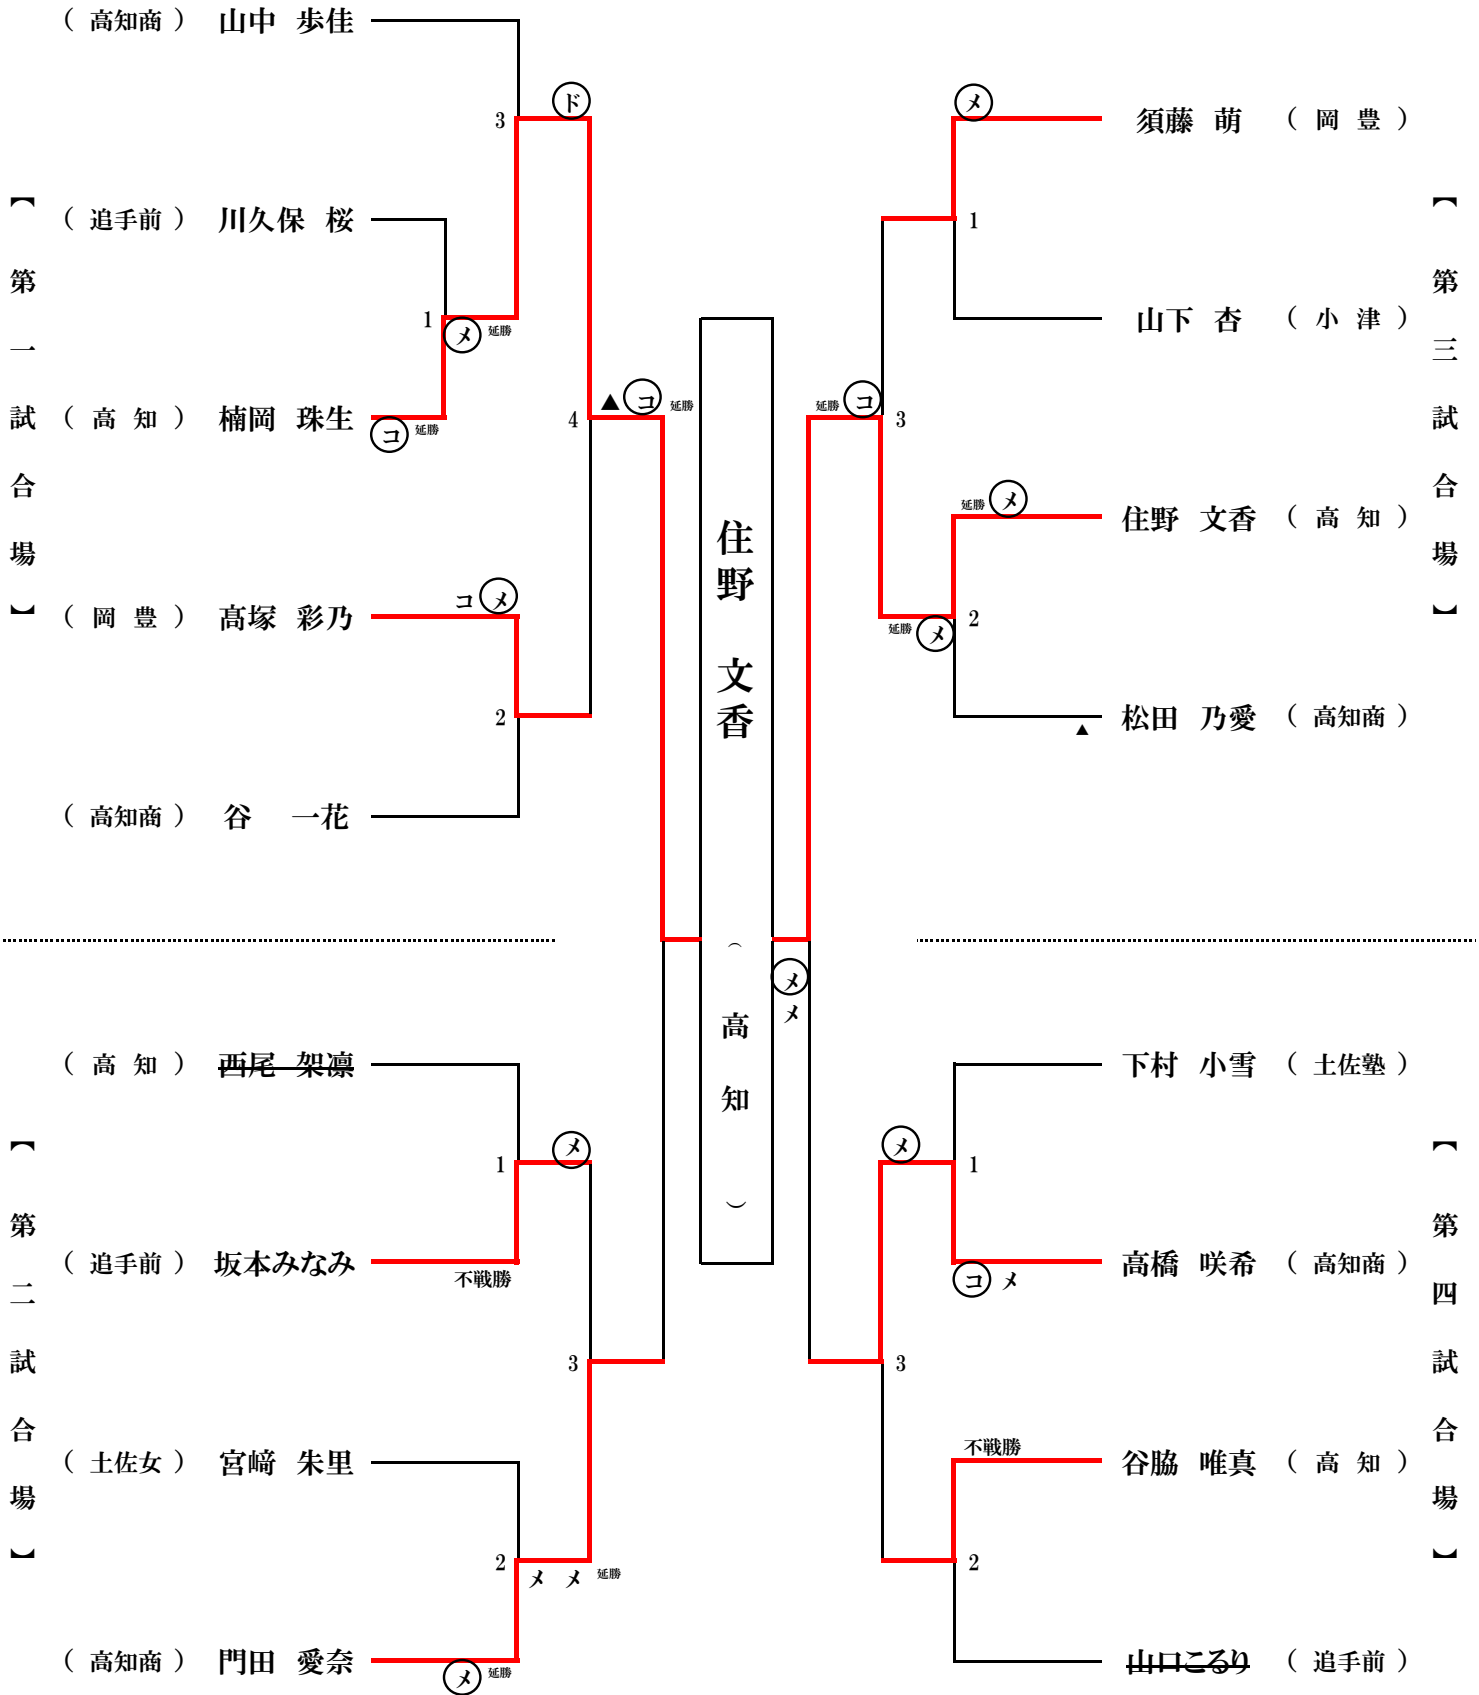 【第一試合場】
（高知商）山中 歩佳
ド
3
（追手前）川久保 桜
1
メ 延勝
（高 知）楠岡 珠生
コ 延勝
▲ コ 延勝
4
（岡 豊）髙塚 彩乃
コ メ
2
（高知商）谷 一花
【第二試合場】
（高 知）西尾 架凛
メ
1
（追手前）坂本みなみ
不戦勝
3
（土佐女）宮﨑 朱里
2
メ メ 延勝
（高知商）門田 愛奈
メ 延勝
住野 文香（高知）
メ
メ
【第三試合場】
メ
須藤 萌（岡 豊）
1
山下 杏（小 津）
延勝 コ
3
延勝 メ
住野 文香（高 知）
2
延勝 メ
松田 乃愛（高知商）
▲
【第四試合場】
下村 小雪（土佐塾）
メ
1
高橋 咲希（高知商）
コ メ
3
不戦勝
谷脇 唯真（高 知）
2
山口こるり（追手前）